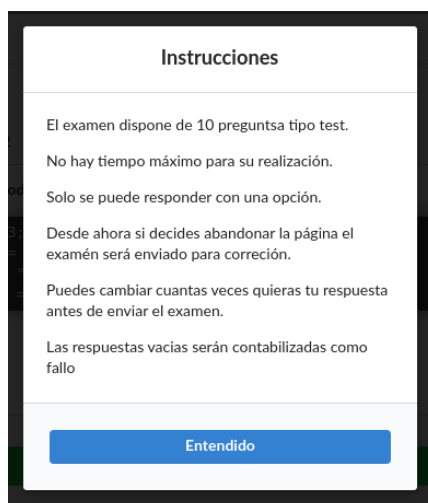 Instrucciones
El examen dispone de 10 preguntsa tipo test.
No hay tiempo máximo para su realización.
Solo se puede responder con una opción.
Desde ahora si decides abandonar la página el
examén será enviado para correción.
Puedes cambiar cuantas veces quieras tu respuesta
antes de enviar el examen.
Las respuestas vacias serán contabilizadas como
fallo
Entendido